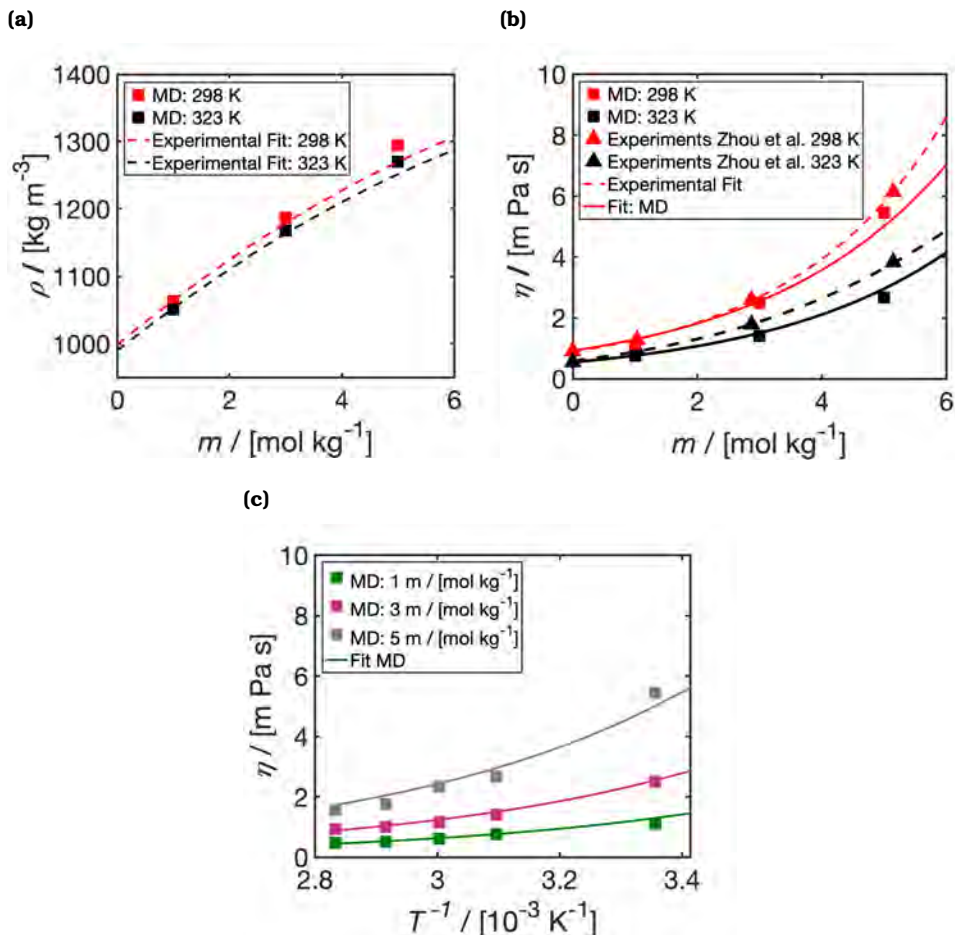 (a)
1400
1300
1200
1100
1000
0
2
4
6
ρ / [kg m⁻³]
m / [mol kg⁻¹]
MD: 298 K
MD: 323 K
Experimental Fit: 298 K
Experimental Fit: 323 K
(b)
10
8
6
4
2
0
0
2
4
6
η / [m Pa s]
m / [mol kg⁻¹]
MD: 298 K
MD: 323 K
Experiments Zhou et al. 298 K
Experiments Zhou et al. 323 K
Experimental Fit
Fit: MD
(c)
10
8
6
4
2
0
2.8
3
3.2
3.4
η / [m Pa s]
T⁻¹ / [10⁻³ K⁻¹]
MD: 1 m / [mol kg⁻¹]
MD: 3 m / [mol kg⁻¹]
MD: 5 m / [mol kg⁻¹]
Fit MD